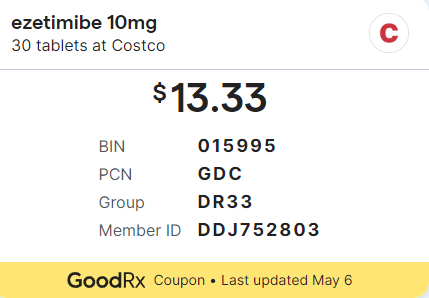 ezetimibe 10mg
30 tablets at Costco
C
$13.33
BIN 015995
PCN GDC
Group DR33
Member ID DDJ752803
GoodRx Coupon • Last updated May 6